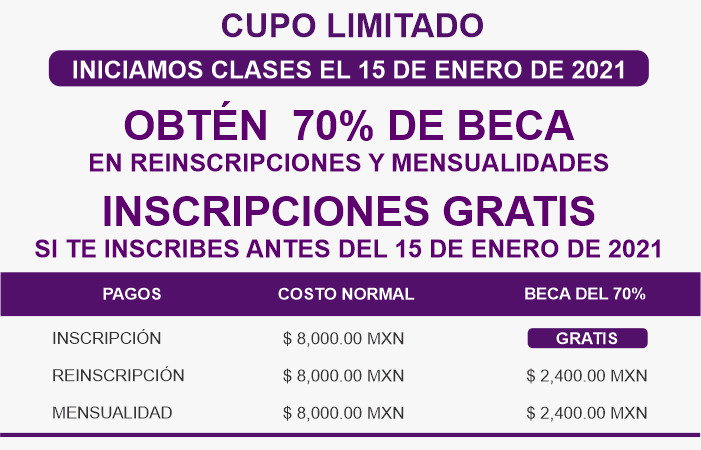 CUPO LIMITADO
INICIAMOS CLASES EL 15 DE ENERO DE 2021
OBTÉN 70% DE BECA
EN REINSCRIPCIONES Y MENSUALIDADES
INSCRIPCIONES GRATIS
SI TE INSCRIBES ANTES DEL 15 DE ENERO DE 2021
PAGOS COSTO NORMAL BECA DEL 70%
INSCRIPCIÓN $ 8,000.00 MXN GRATIS
REINSCRIPCIÓN $ 8,000.00 MXN $ 2,400.00 MXN
MENSUALIDAD $ 8,000.00 MXN $ 2,400.00 MXN